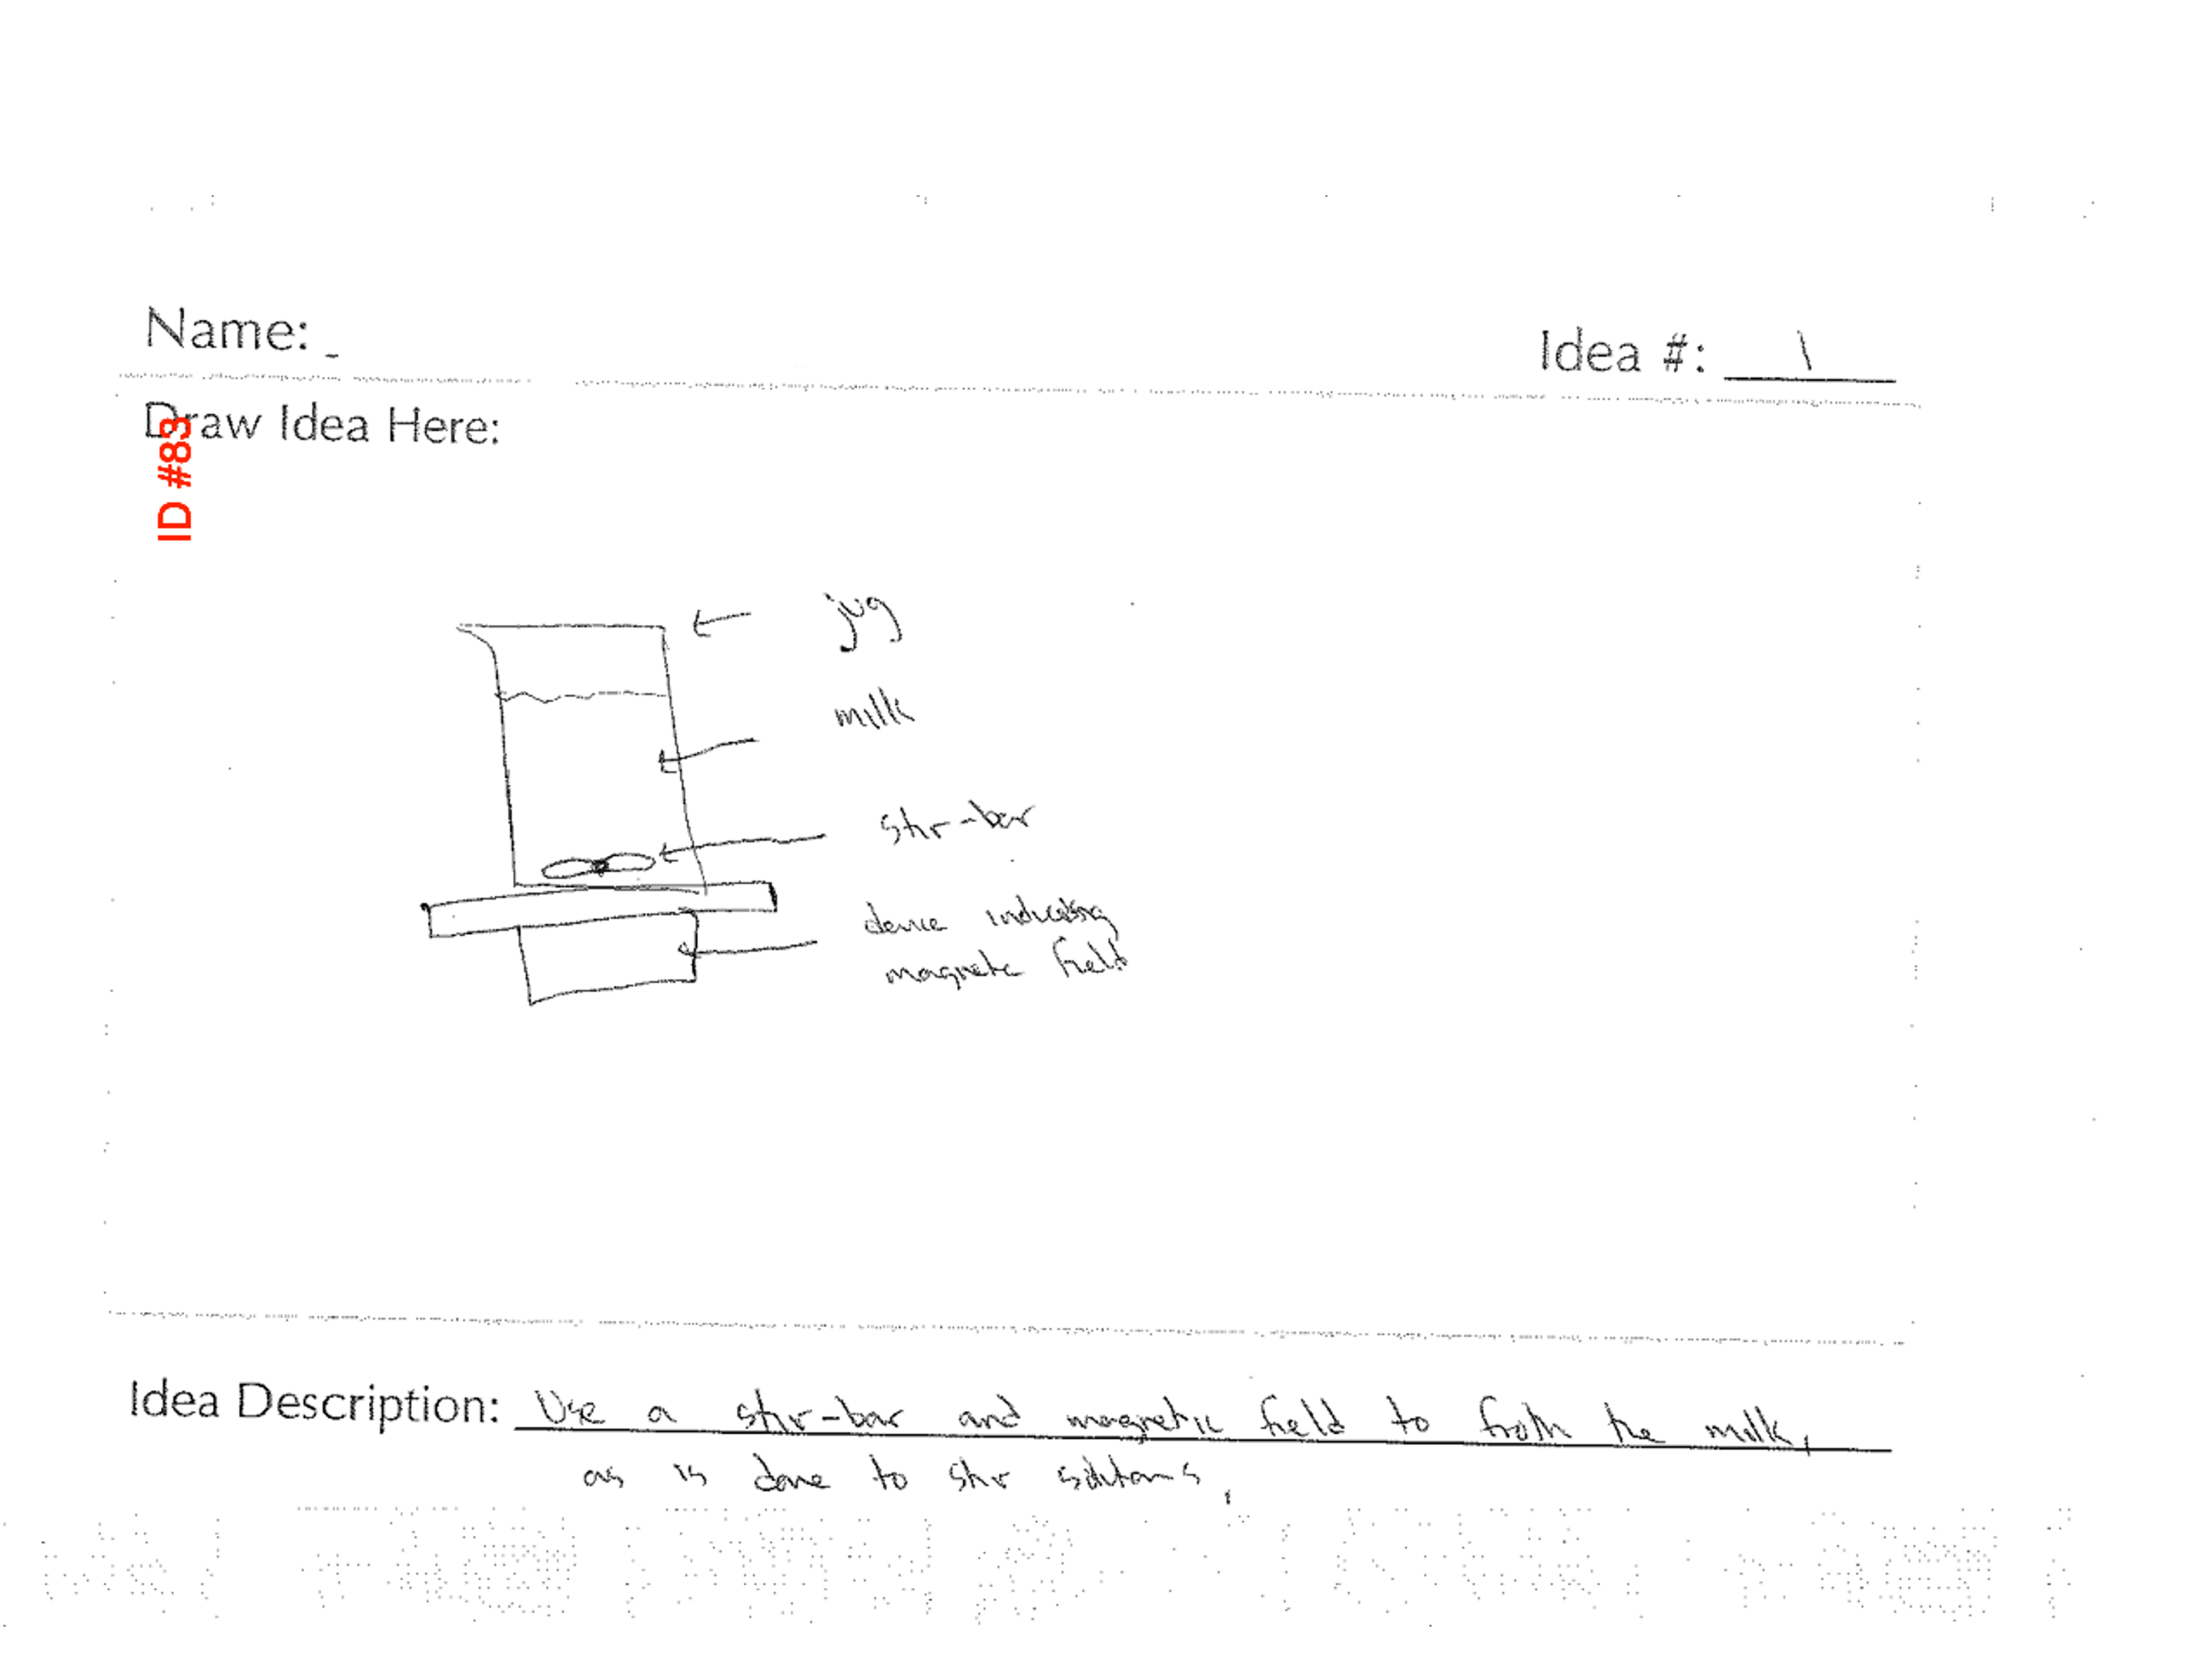 Name:
Idea #: 1
Draw Idea Here:
ID #83
jug
milk
stir-bar
device indicating
magnetic field
Idea Description: Use a stir-bar and magnetic field to froth the milk,
as is done to stir solutions.